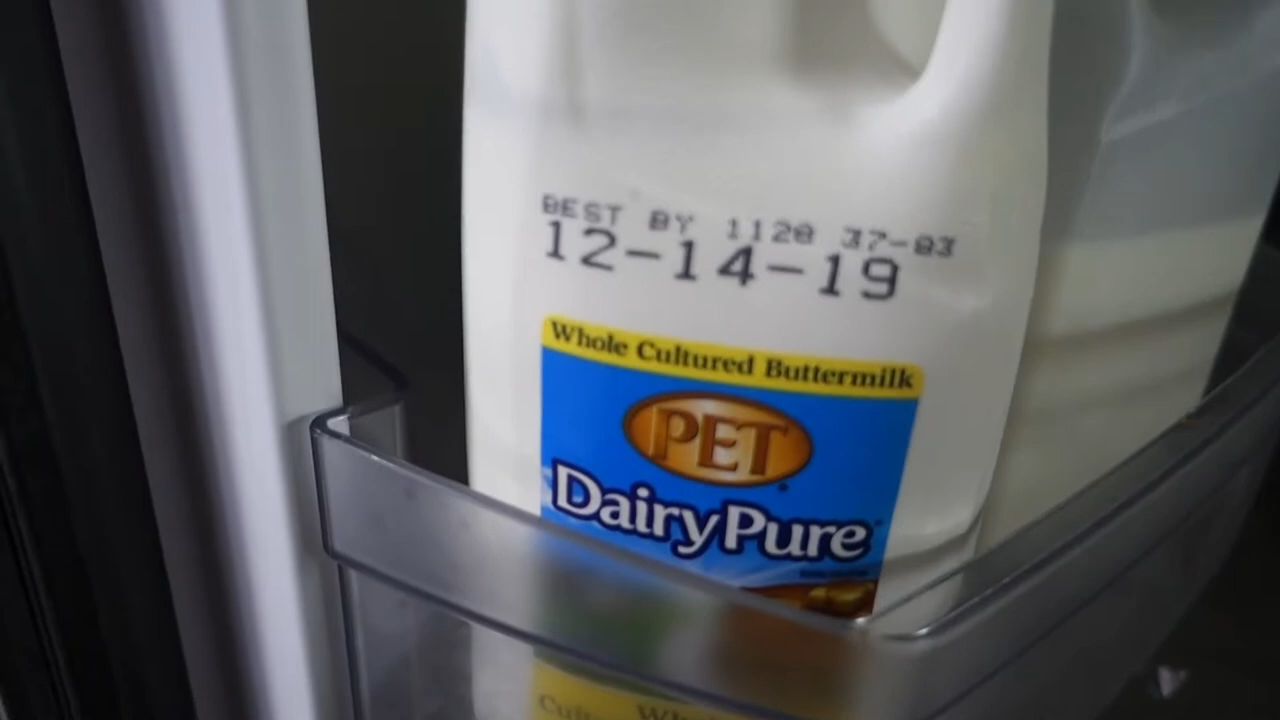 BEST BY 1120 37-03
12-14-19
Whole Cultured Buttermilk
PET
DairyPure